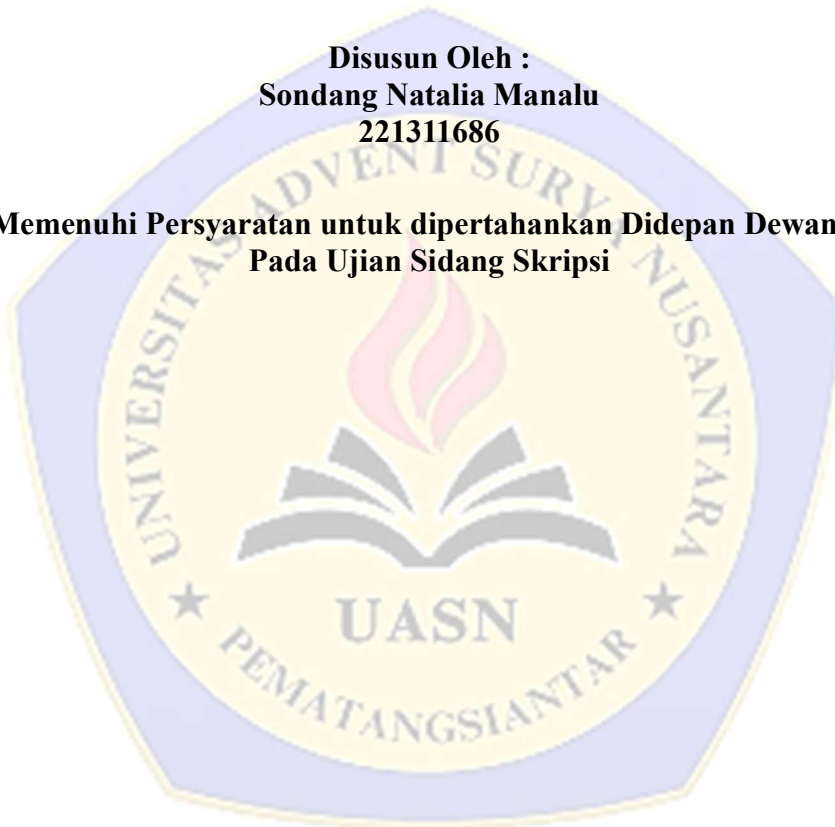 Disusun Oleh :
Sondang Natalia Manalu
221311686
Memenuhi Persyaratan untuk dipertahankan Didepan Dewan
Pada Ujian Sidang Skripsi
UNIVERSITAS ADVENT SURYA NUSANTARA
UASN
PEMATANGSIANTAR